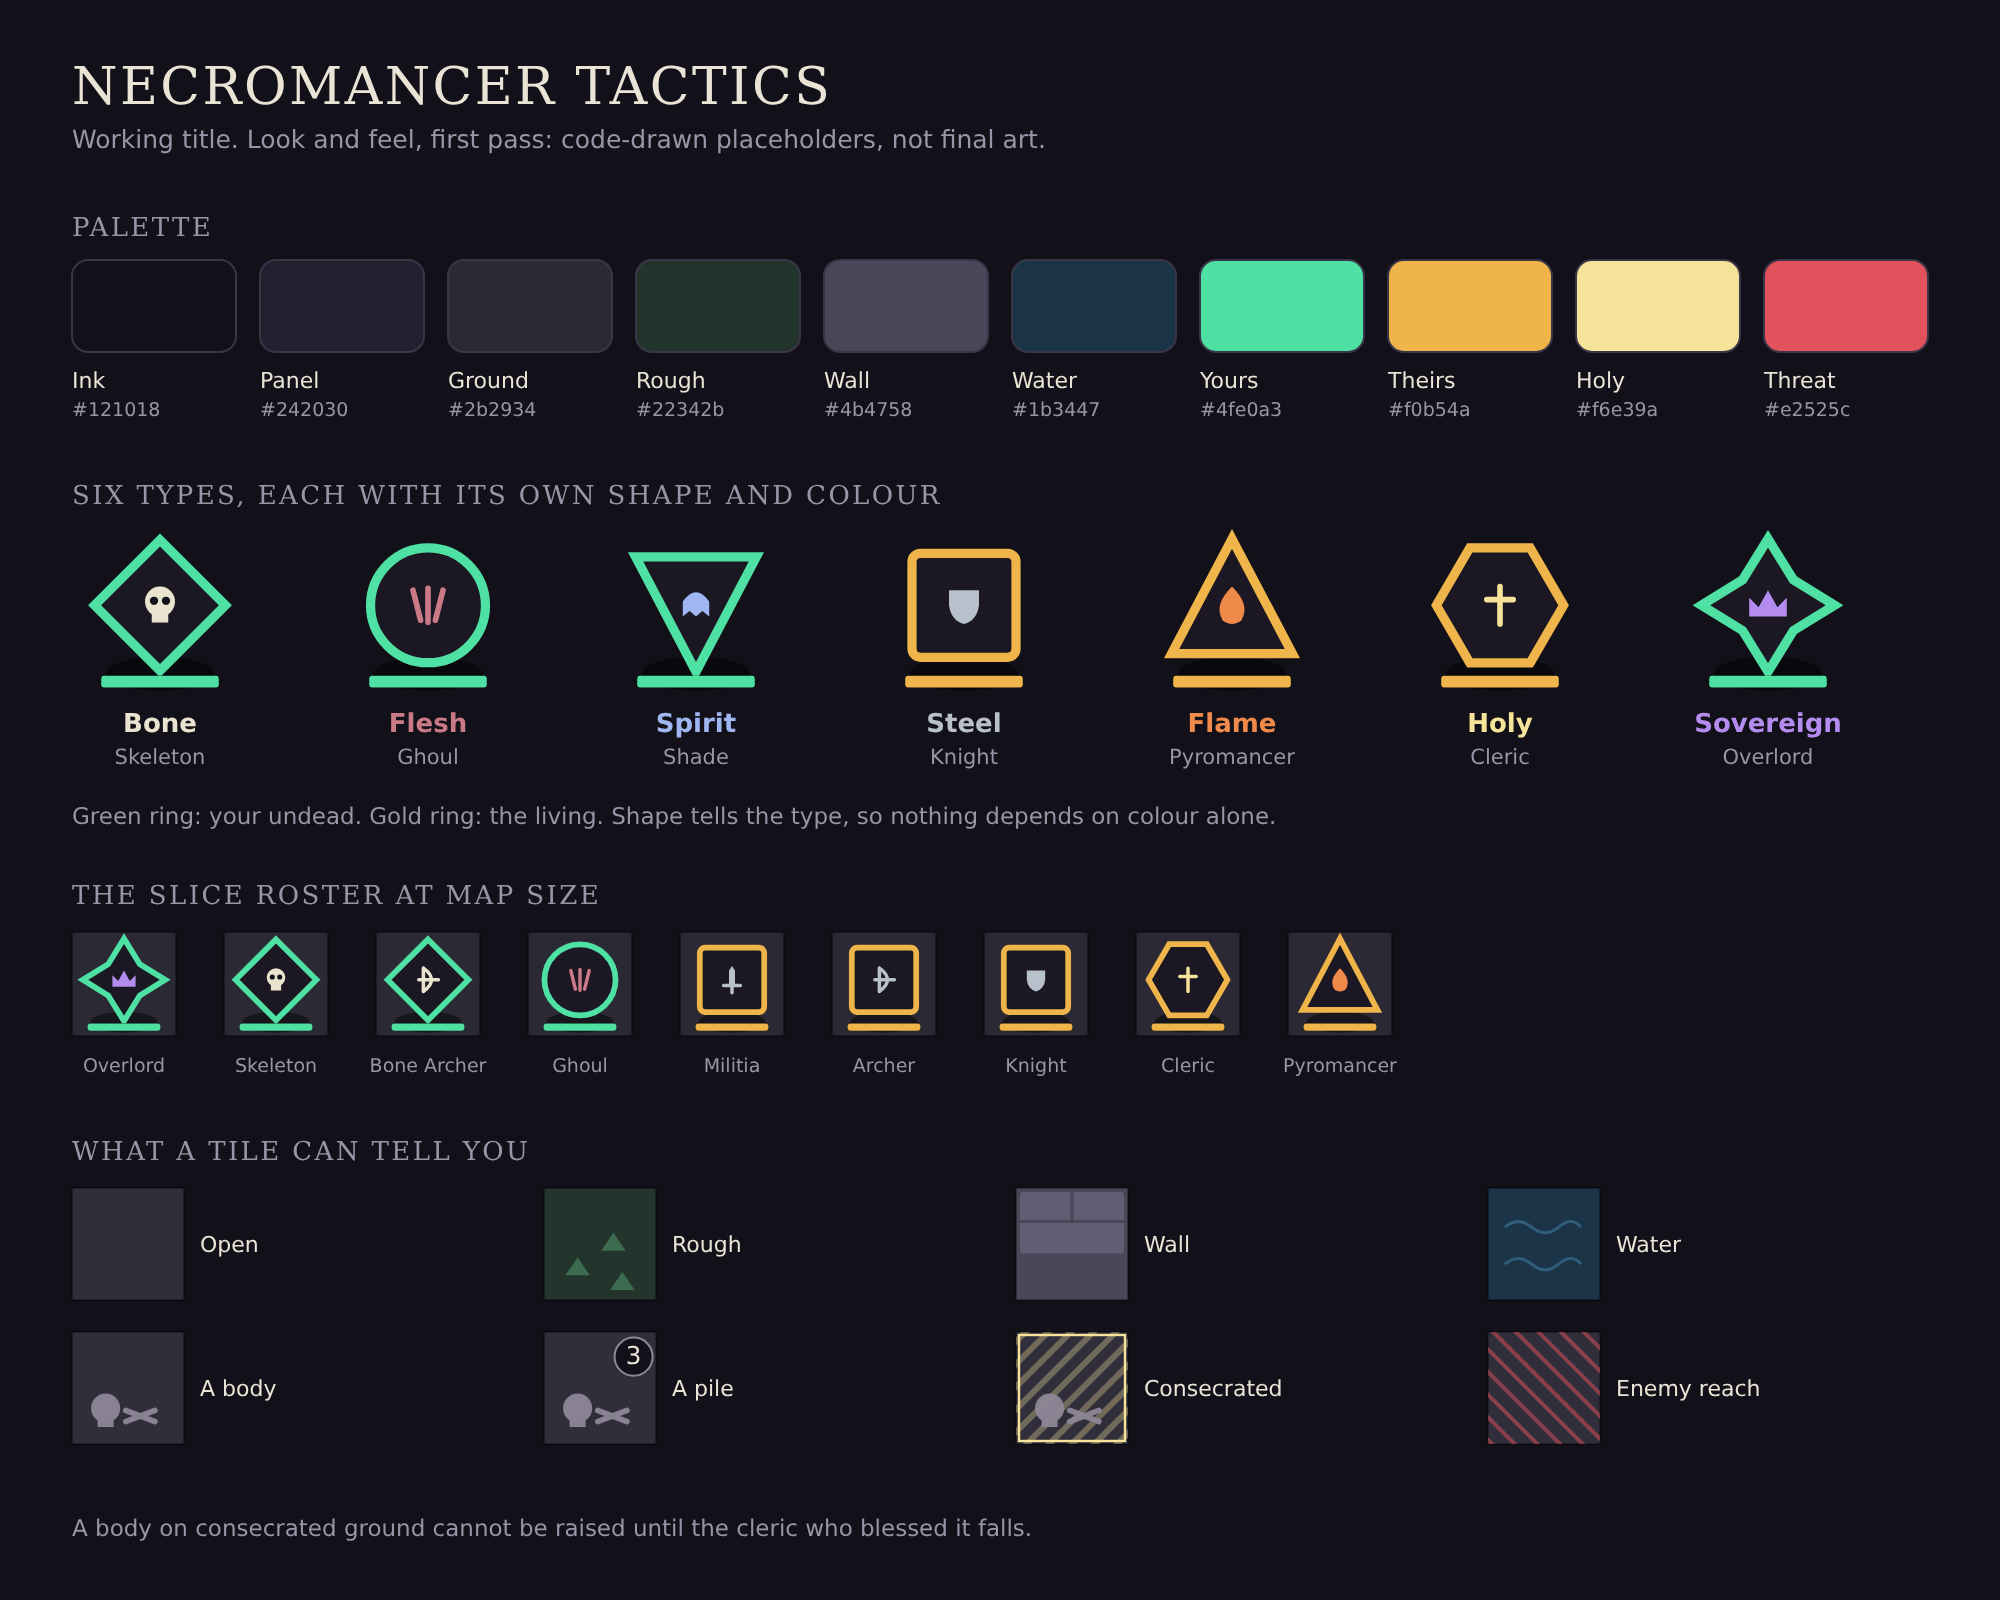 NECROMANCER TACTICS
Working title. Look and feel, first pass: code-drawn placeholders, not final art.
PALETTE
Ink Panel Ground Rough Wall Water Yours Theirs Holy Threat
#121018 #242030 #2b2934 #22342b #4b4758 #1b3447 #4fe0a3 #f0b54a #f6e39a #e2525c
SIX TYPES, EACH WITH ITS OWN SHAPE AND COLOUR
Bone Flesh Spirit Steel Flame Holy Sovereign
Skeleton Ghoul Shade Knight Pyromancer Cleric Overlord
Green ring: your undead. Gold ring: the living. Shape tells the type, so nothing depends on colour alone.
THE SLICE ROSTER AT MAP SIZE
Overlord Skeleton Bone Archer Ghoul Militia Archer Knight Cleric Pyromancer
WHAT A TILE CAN TELL YOU
Open Rough Wall Water
3
A body A pile Consecrated Enemy reach
A body on consecrated ground cannot be raised until the cleric who blessed it falls.